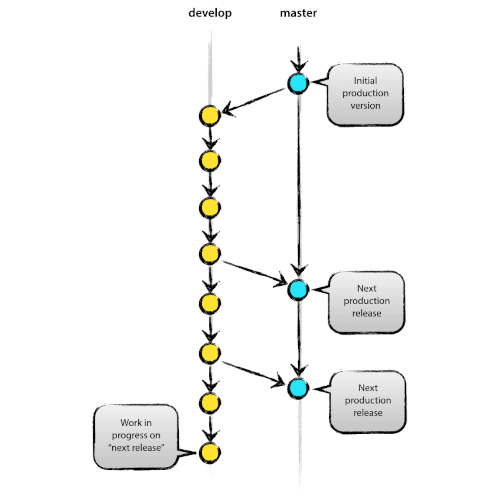 develop
master
Initial
production
version
Next
production
release
Next
production
release
Work in
progress on
“next release”